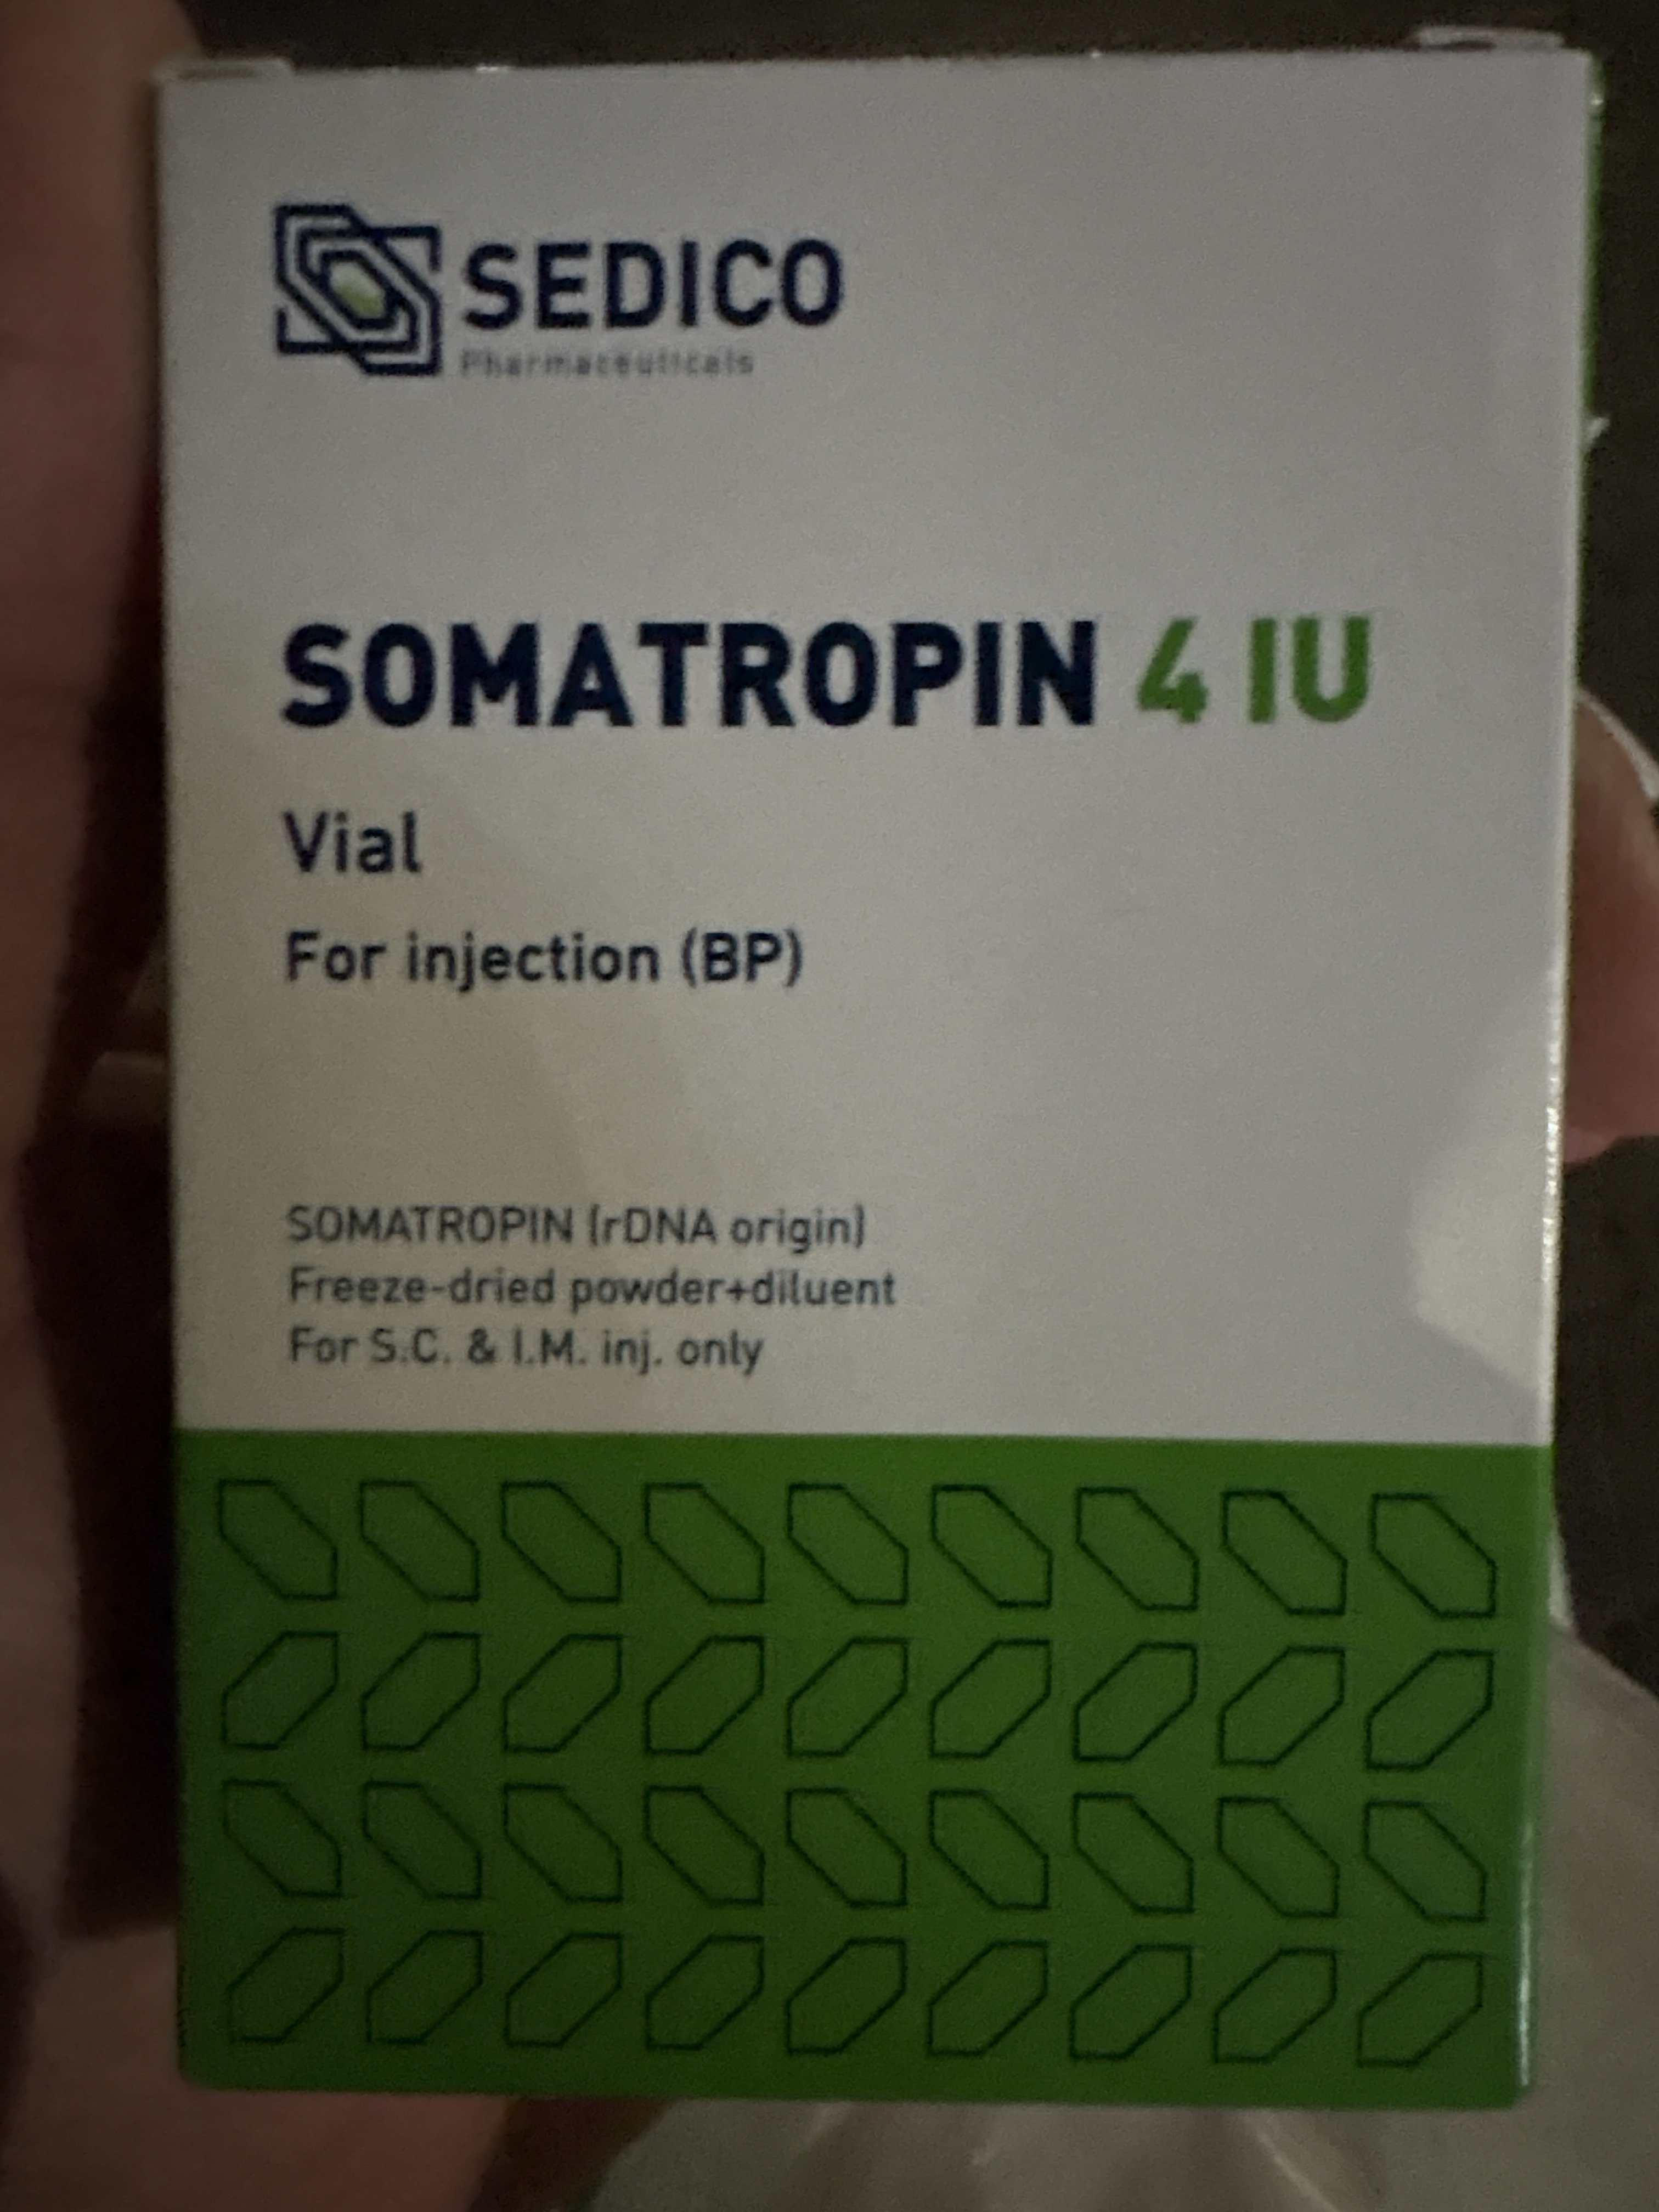 SEDICO
Pharmaceuticals
SOMATROPIN 4 IU
Vial
For injection (BP)
SOMATROPIN (rDNA origin)
Freeze-dried powder+diluent
For S.C. & I.M. inj. only